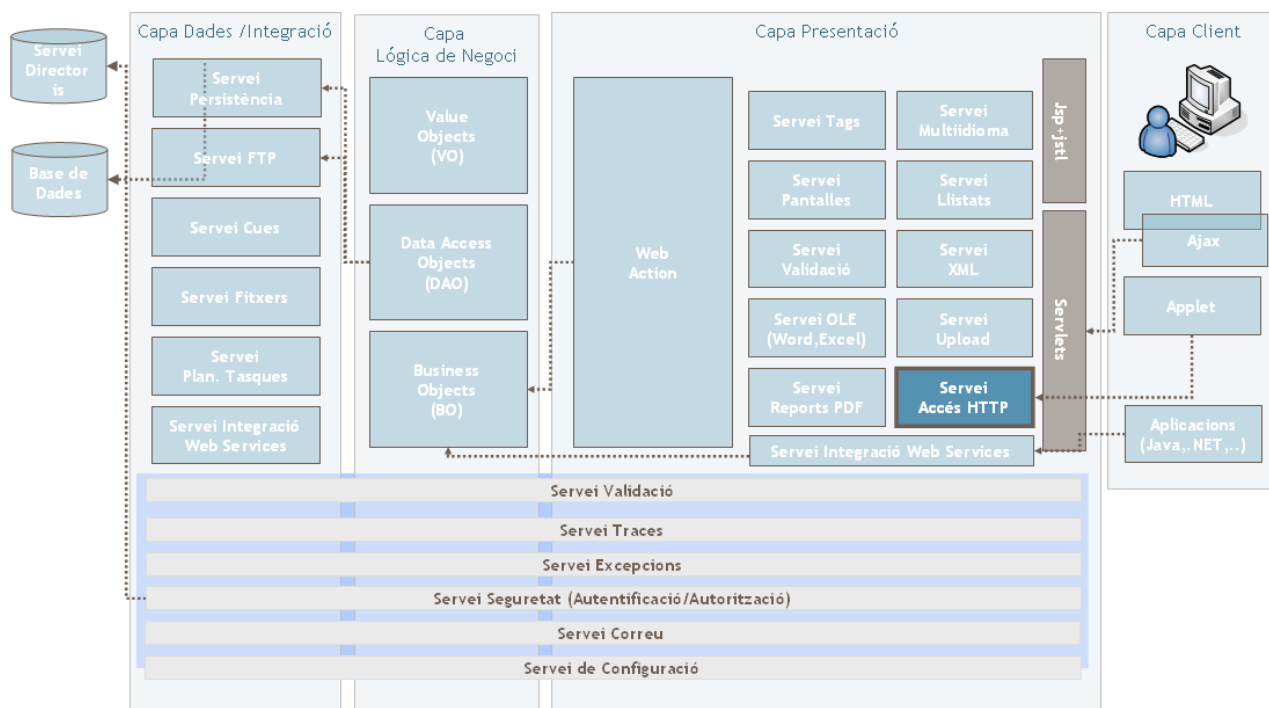 Servei
Director
is
Base de
Dades
Capa Dades /Integració
Servei
Persistència
Servei FTP
Servei Cues
Servei Fitxers
Servei
Plan. Tasques
Servei Integració
Web Services
Capa
Lógica de Negoci
Value
Objects
(VO)
Data Access
Objects
(DAO)
Business
Objects
(BO)
Capa Presentació
Web
Action
Servei Tags
Servei
Multiidioma
Servei
Pantalles
Servei
Llistats
Servei
Validació
Servei
XML
Servei OLE
(Word,Excel)
Servei
Upload
Servei
Reports PDF
Servei
Accés HTTP
Servei Integració Web Services
Jsp+jstl
Servlets
Capa Client
HTML
Ajax
Applet
Aplicacions
(Java,.NET,..)
Servei Validació
Servei Traces
Servei Excepcions
Servei Seguretat (Autentificació/Autorització)
Servei Correu
Servei de Configuració